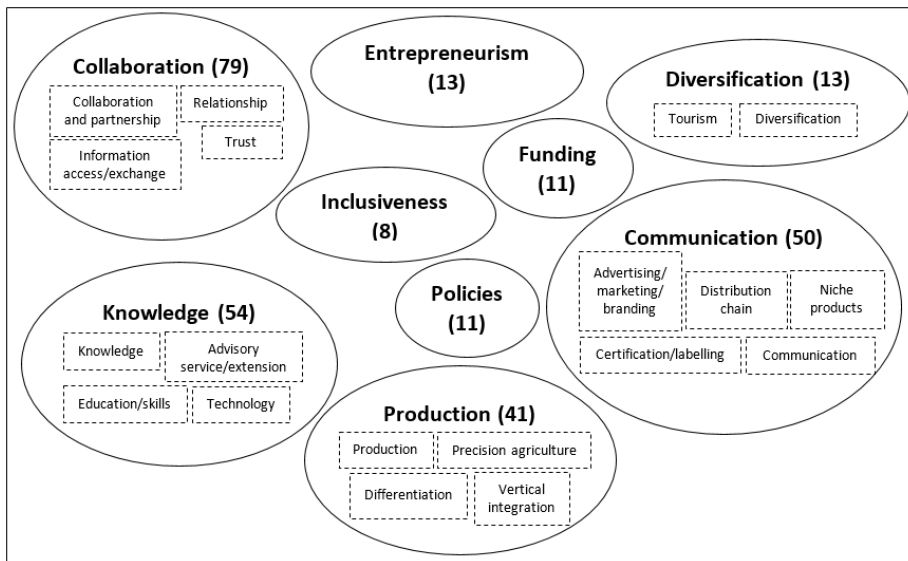 Collaboration (79)
Collaboration
and partnership
Relationship
Trust
Information
access/exchange
Entrepreneurism
(13)
Diversification (13)
Tourism
Diversification
Funding
(11)
Inclusiveness
(8)
Communication (50)
Advertising/
marketing/
branding
Distribution
chain
Niche
products
Certification/labelling
Communication
Policies
(11)
Knowledge (54)
Knowledge
Advisory
service/extension
Education/skills
Technology
Production (41)
Production
Precision agriculture
Differentiation
Vertical
integration